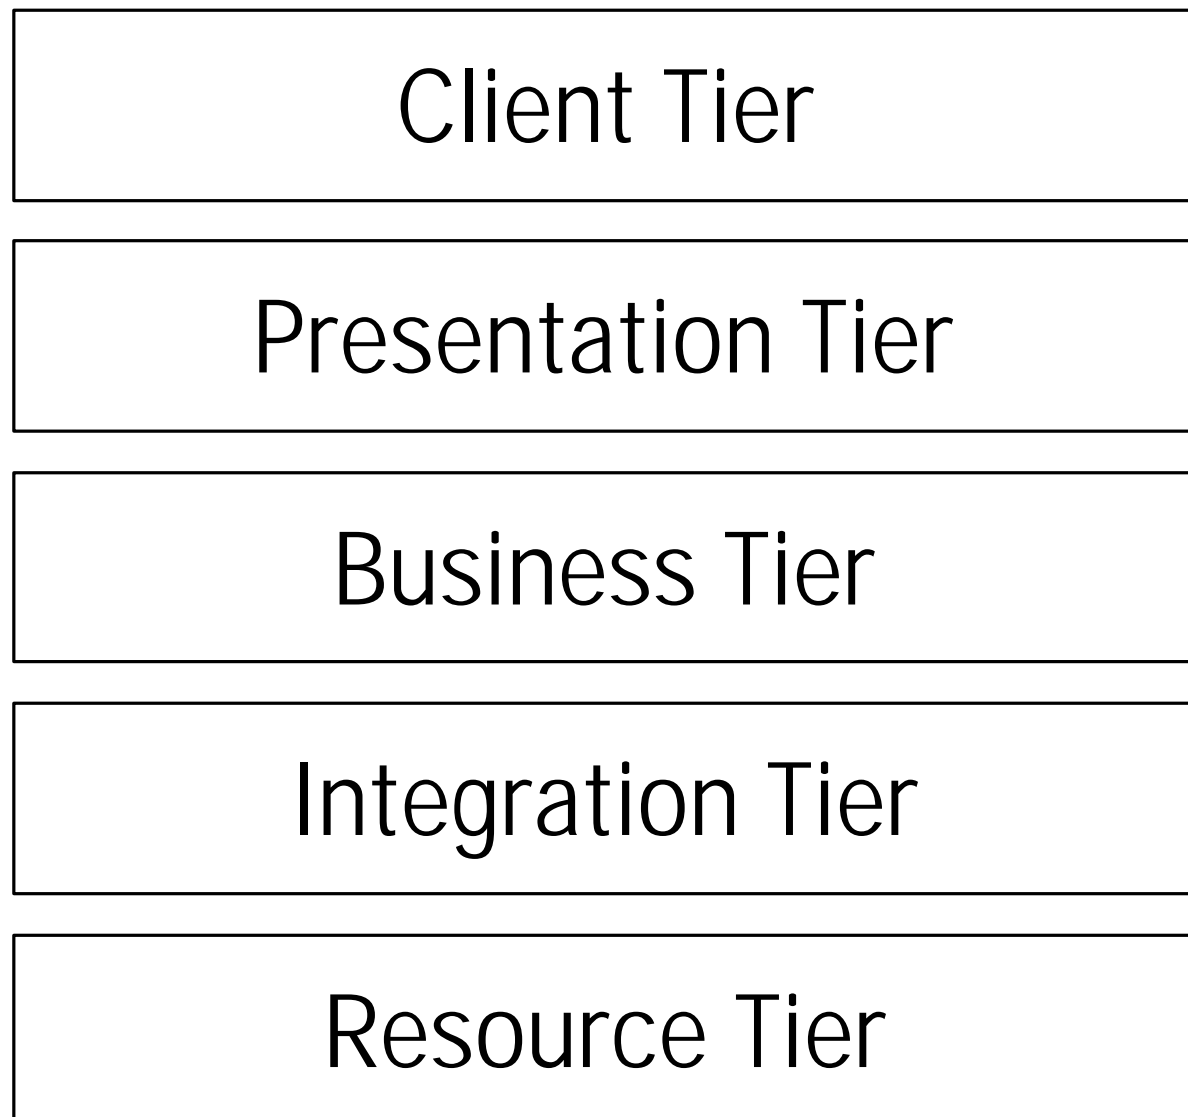 Client Tier
Presentation Tier
Business Tier
Integration Tier
Resource Tier